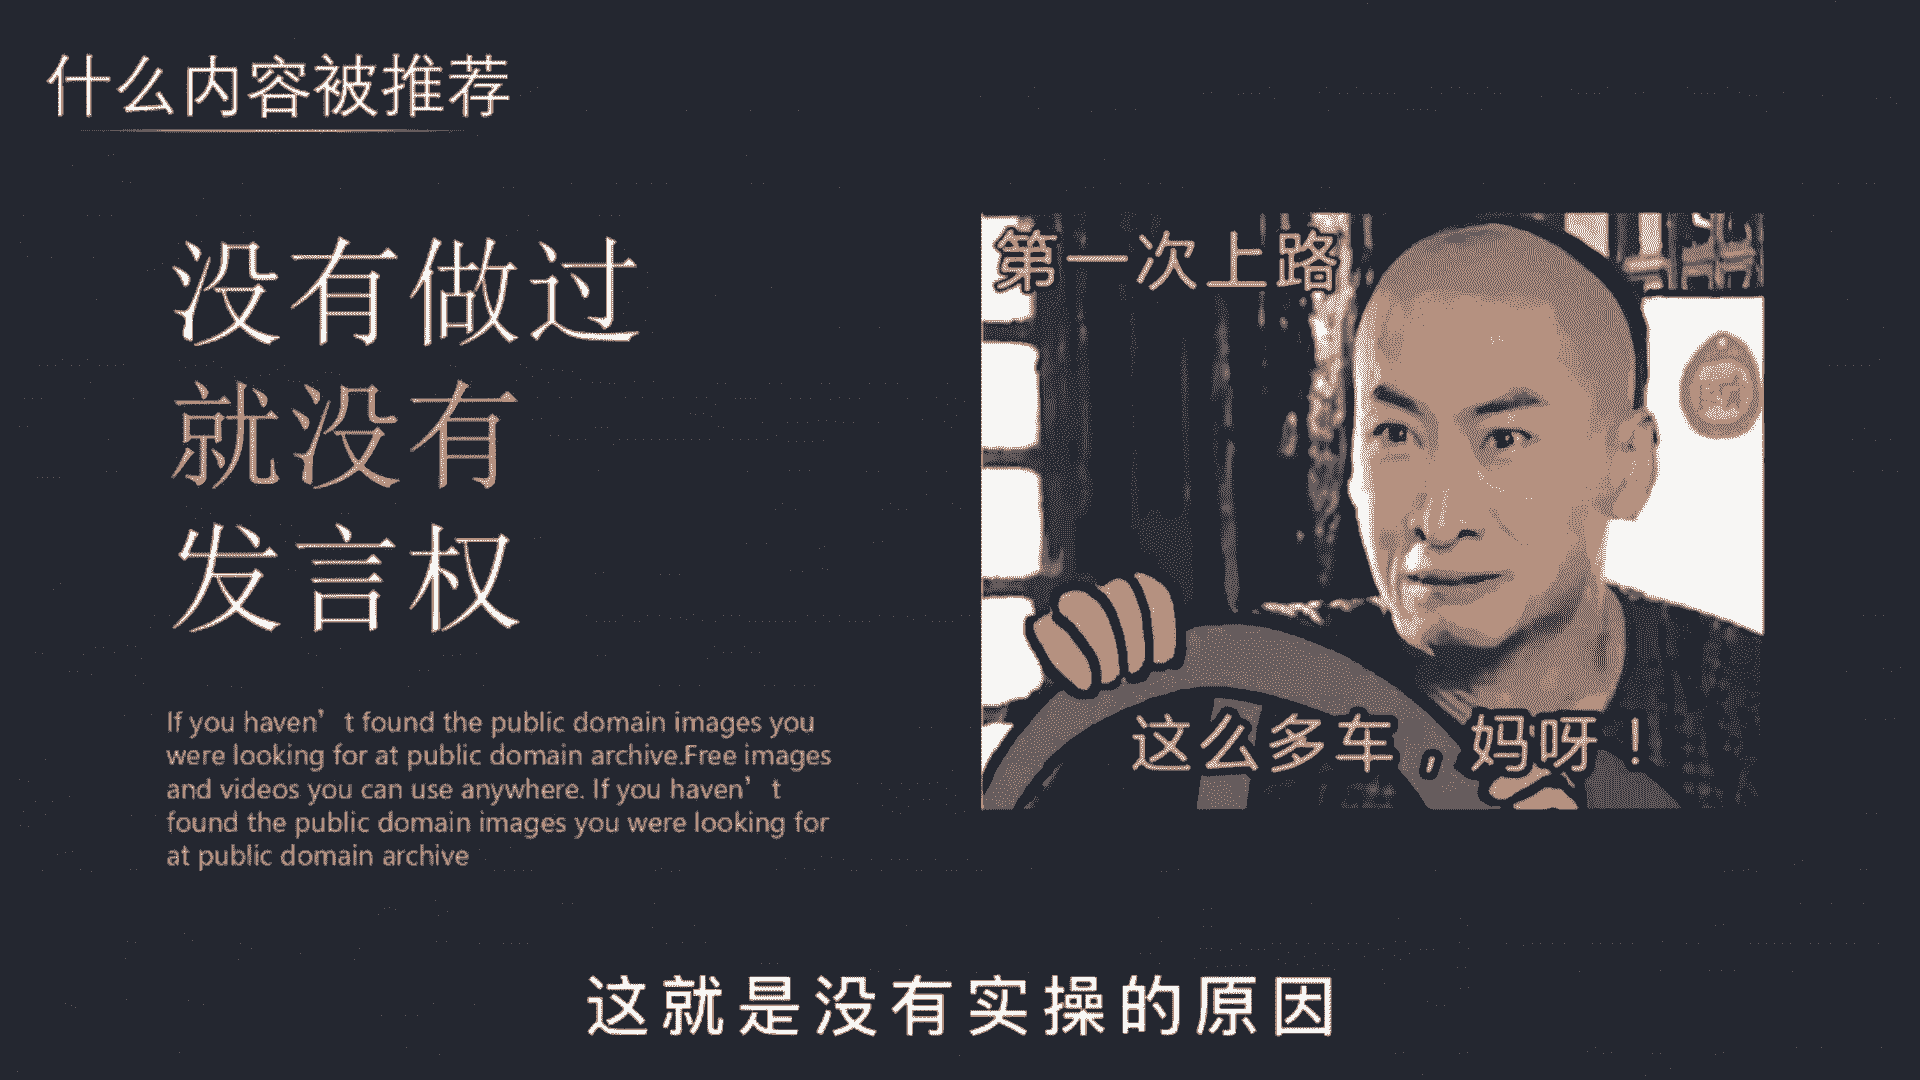 什么内容被推荐
没有做过
就没有
发言权
If you haven’t found the public domain images you
were looking for at public domain archive.Free images
and videos you can use anywhere. If you haven’t
found the public domain images you were looking for
at public domain archive
第一次上路
这么多车，妈呀！
这就是没有实操的原因